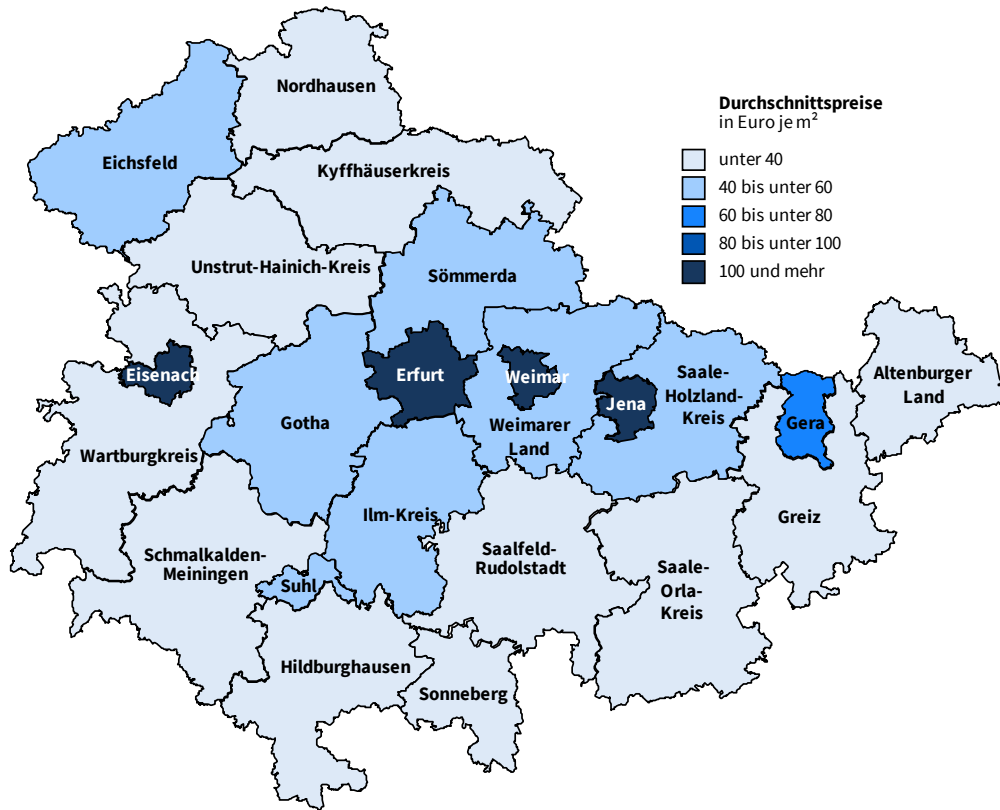 Nordhausen
Durchschnittspreise
in Euro je m²
unter 40
40 bis unter 60
60 bis unter 80
80 bis unter 100
100 und mehr
Eichsfeld
Kyffhäuserkreis
Unstrut-Hainich-Kreis
Sömmerda
Eisenach
Erfurt
Weimar
Jena
Saale-
Holzland-
Kreis
Altenburger
Land
Gotha
Weimarer
Land
Gera
Wartburgkreis
Ilm-Kreis
Greiz
Schmalkalden-
Meiningen
Suhl
Saalfeld-
Rudolstadt
Saale-
Orla-
Kreis
Hildburghausen
Sonneberg